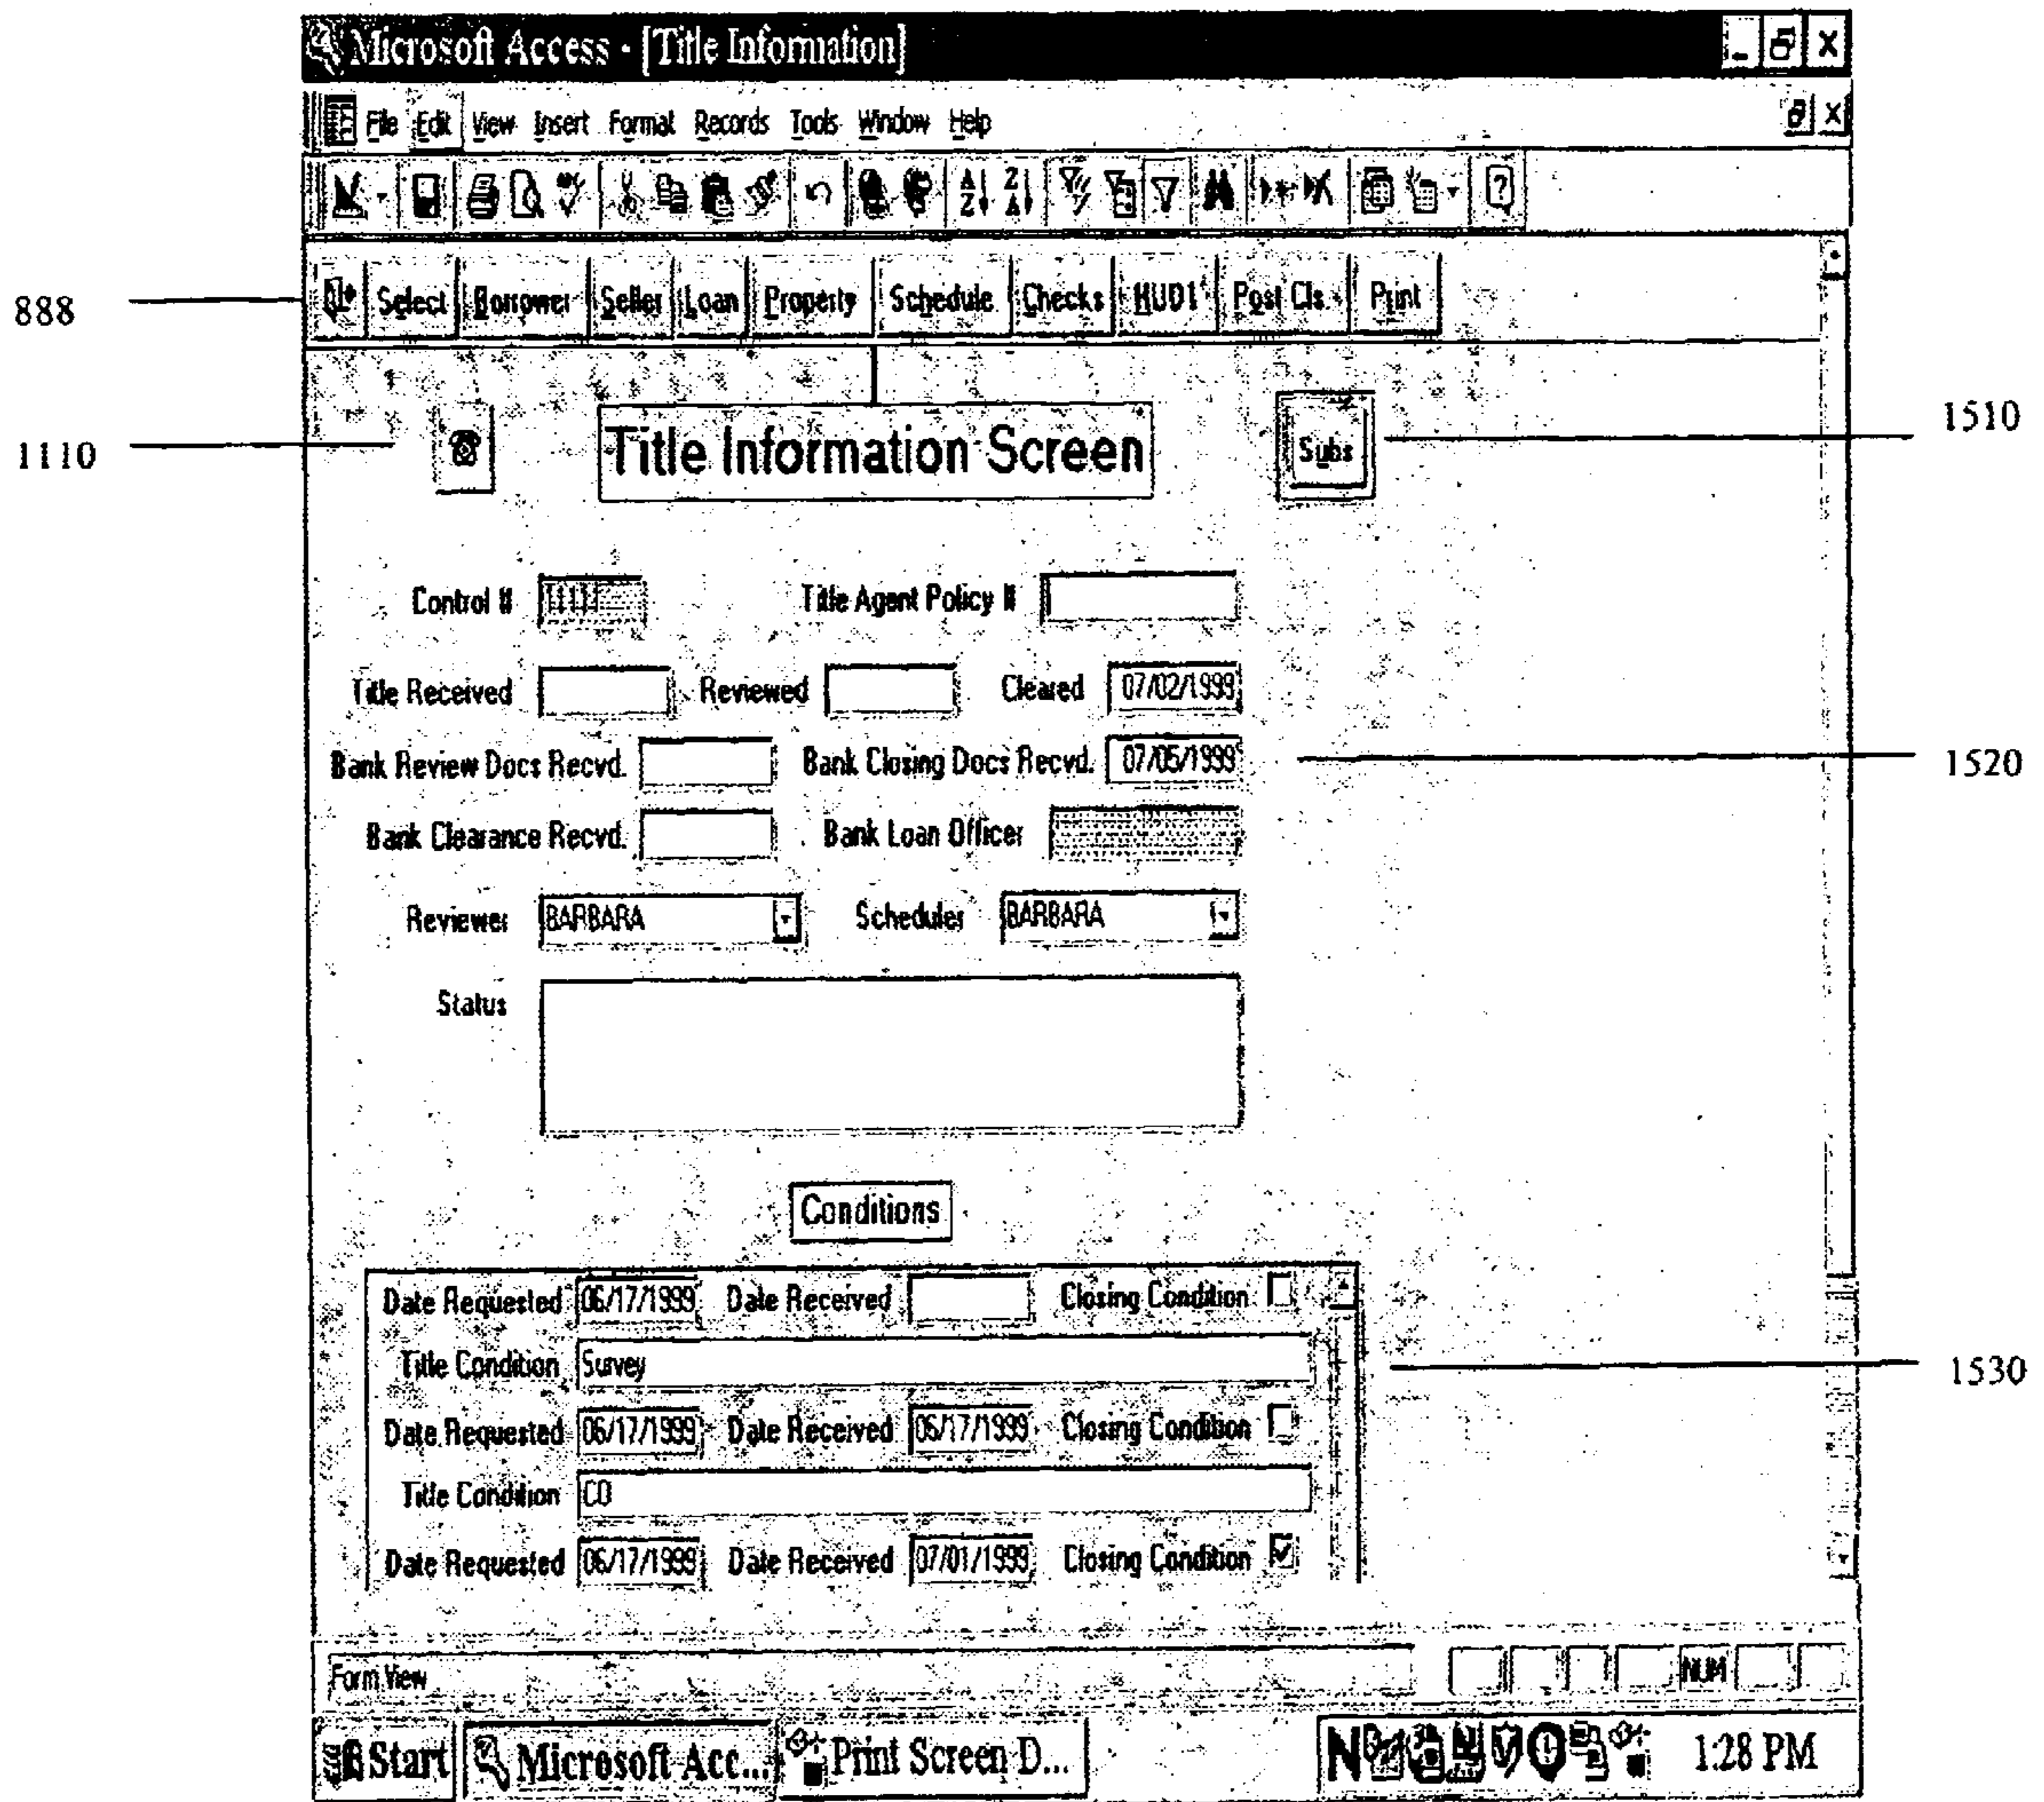 Microsoft Access - [Title Information]
File Edit View Insert Format Records Tools Window Help
888
Select Borrower Seller Loan Property Schedule Checks HUD1 Post Cls. Print
1110
Title Information Screen
Subs
1510
Control # 11111
Title Agent Policy #
Title Received Reviewed Cleared 07/02/1999
Bank Review Docs Recvd. Bank Closing Docs Recvd. 07/05/1999
1520
Bank Clearance Recvd. Bank Loan Officer
Reviewer BARBARA Scheduler BARBARA
Status
Conditions
Date Requested 06/17/1999 Date Received Closing Condition
Title Condition Survey
1530
Date Requested 06/17/1999 Date Received 06/17/1999 Closing Condition
Title Condition CO
Date Requested 06/17/1999 Date Received 07/01/1999 Closing Condition
Form View
NUM
Start Microsoft Acc... Print Screen D... 1:28 PM